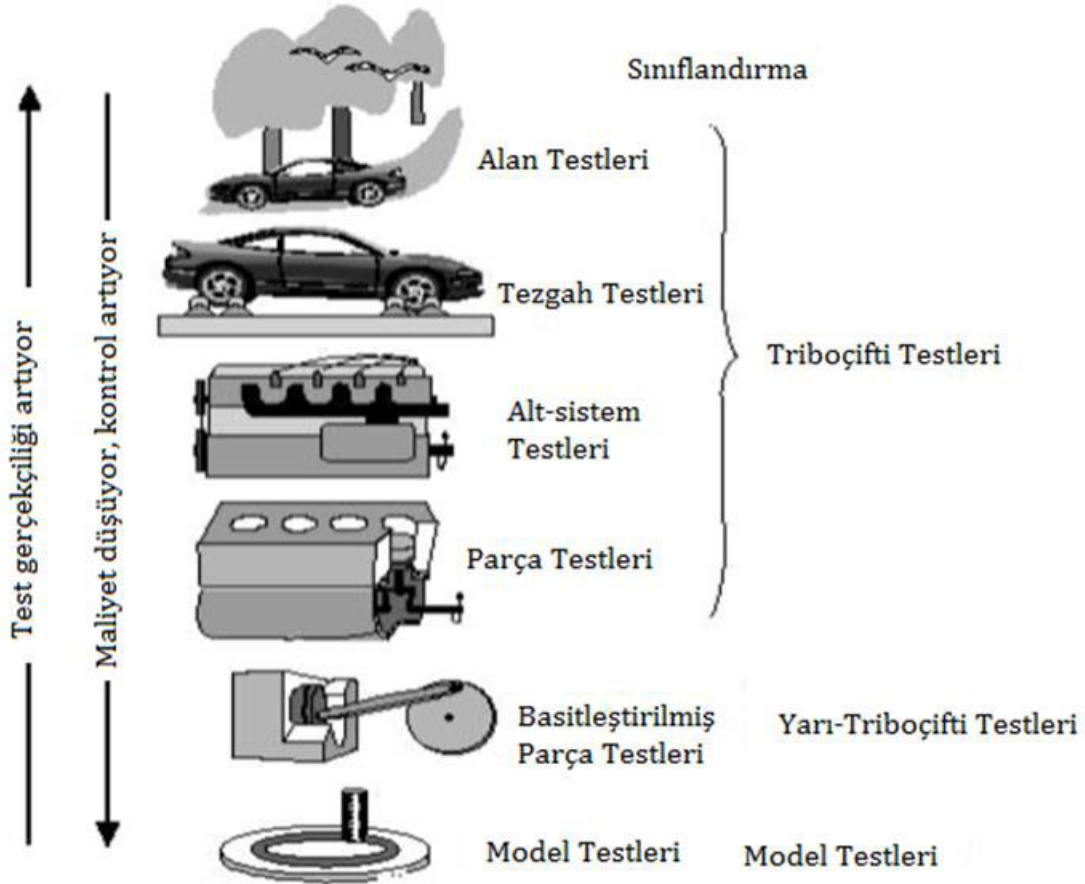 Sınıflandırma
Alan Testleri
Tezgah Testleri
Triboçifti Testleri
Alt-sistem
Testleri
Parça Testleri
Basitleştirilmiş
Parça Testleri
Yarı-Triboçifti Testleri
Model Testleri
Model Testleri
Test gerçekçiliği artıyor
Maliyet düşüyor, kontrol artıyor